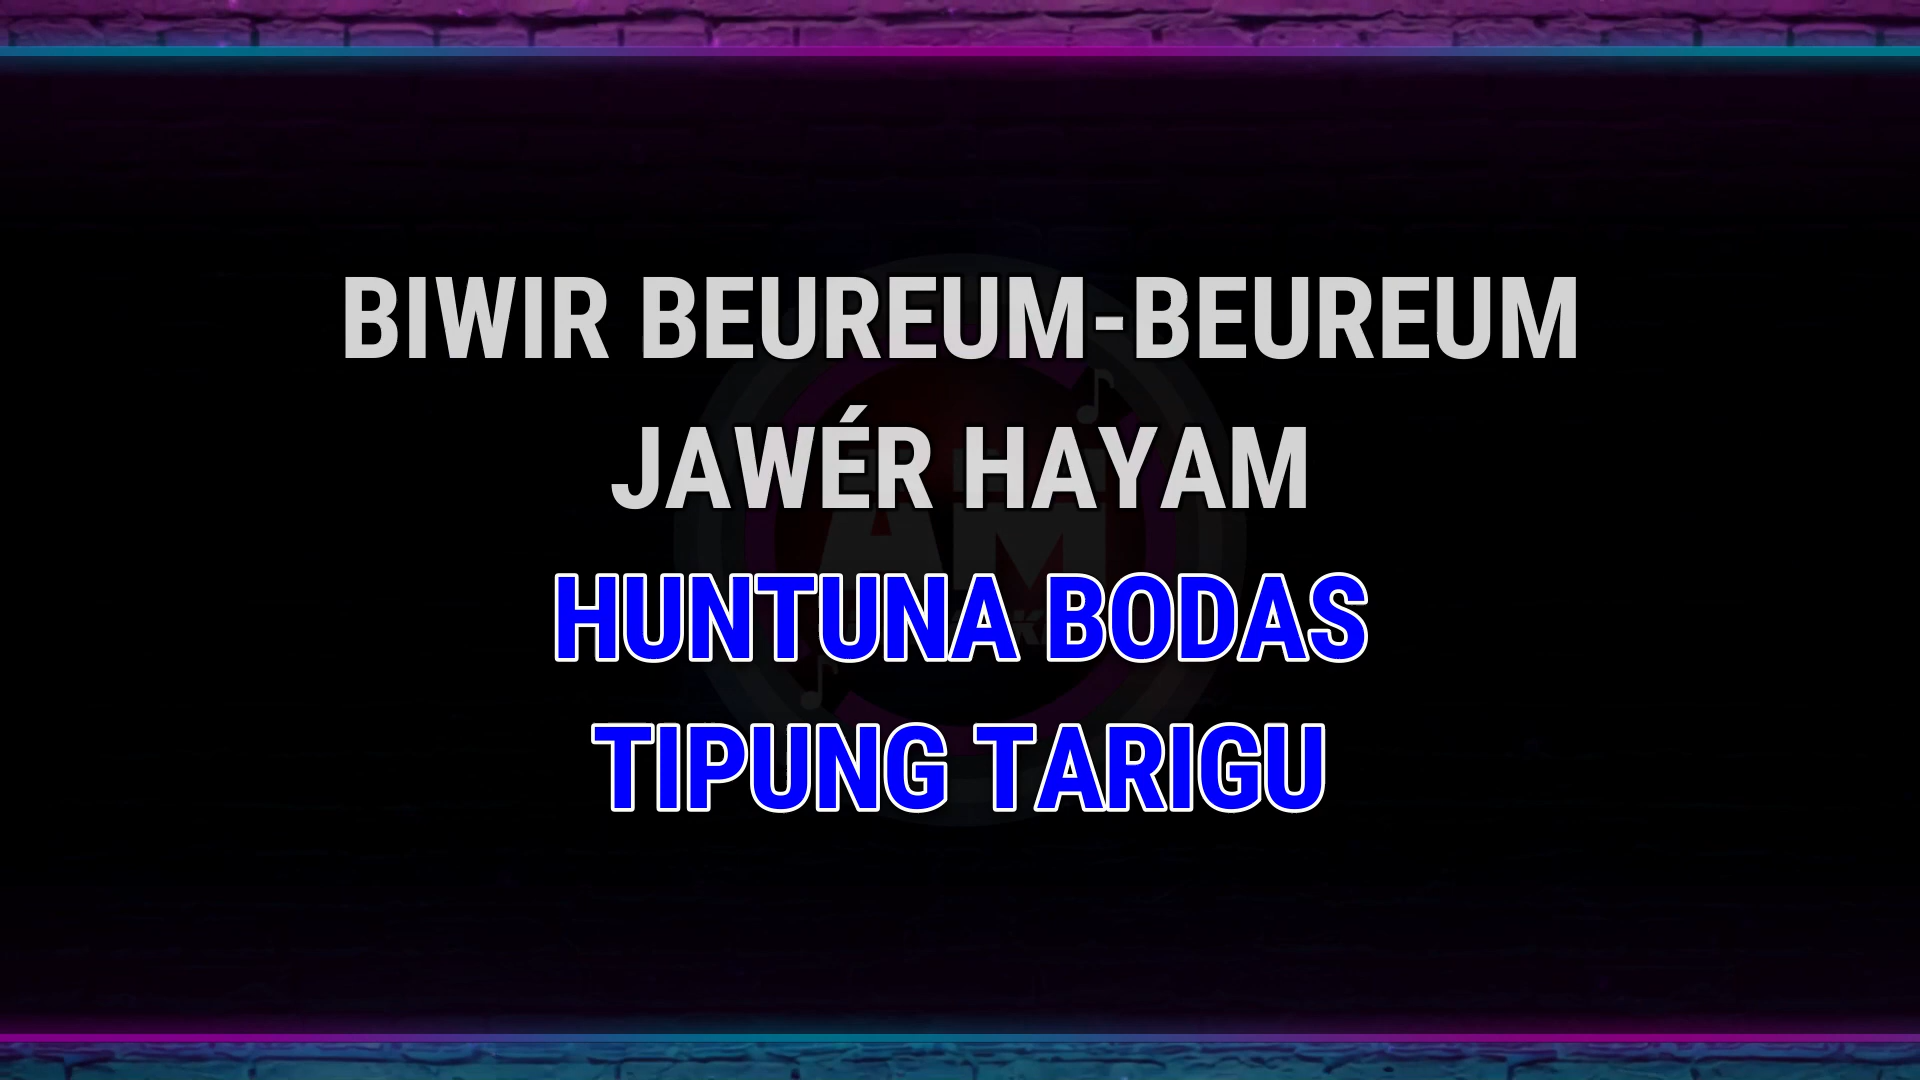 BIWIR BEUREUM-BEUREUM
JAWÉR HAYAM
HUNTUNA BODAS
TIPUNG TARIGU